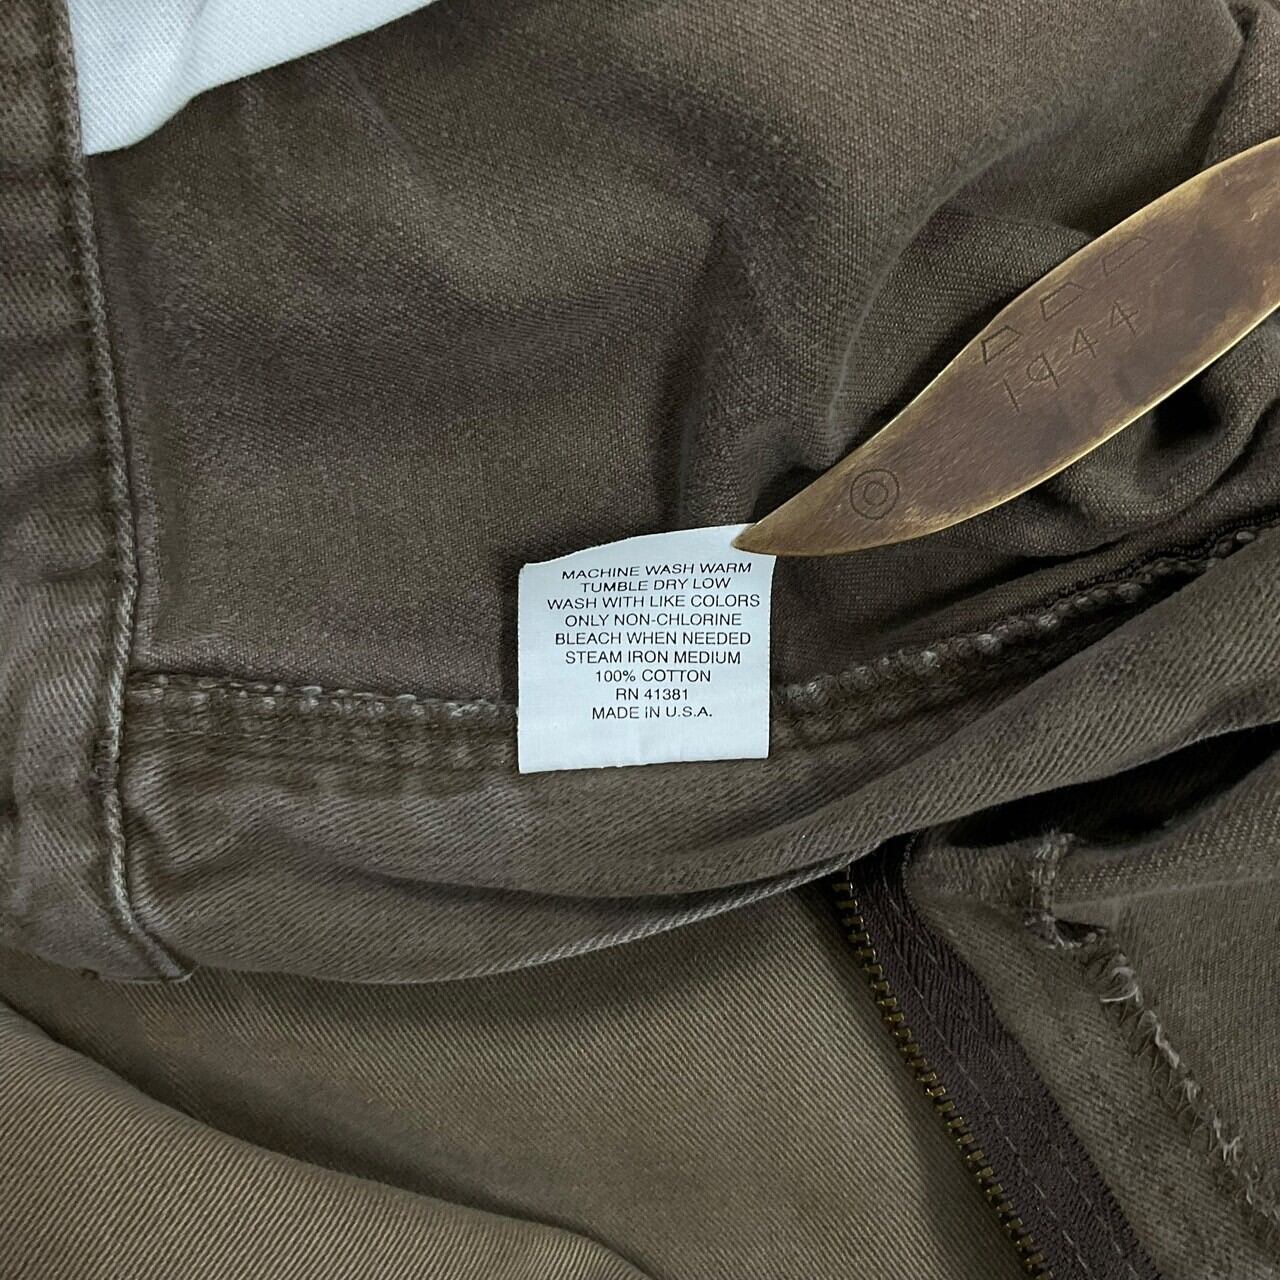 MACHINE WASH WARM
TUMBLE DRY LOW
WASH WITH LIKE COLORS
ONLY NON-CHLORINE
BLEACH WHEN NEEDED
STEAM IRON MEDIUM
100% COTTON
RN 41381
MADE IN U.S.A.
1944